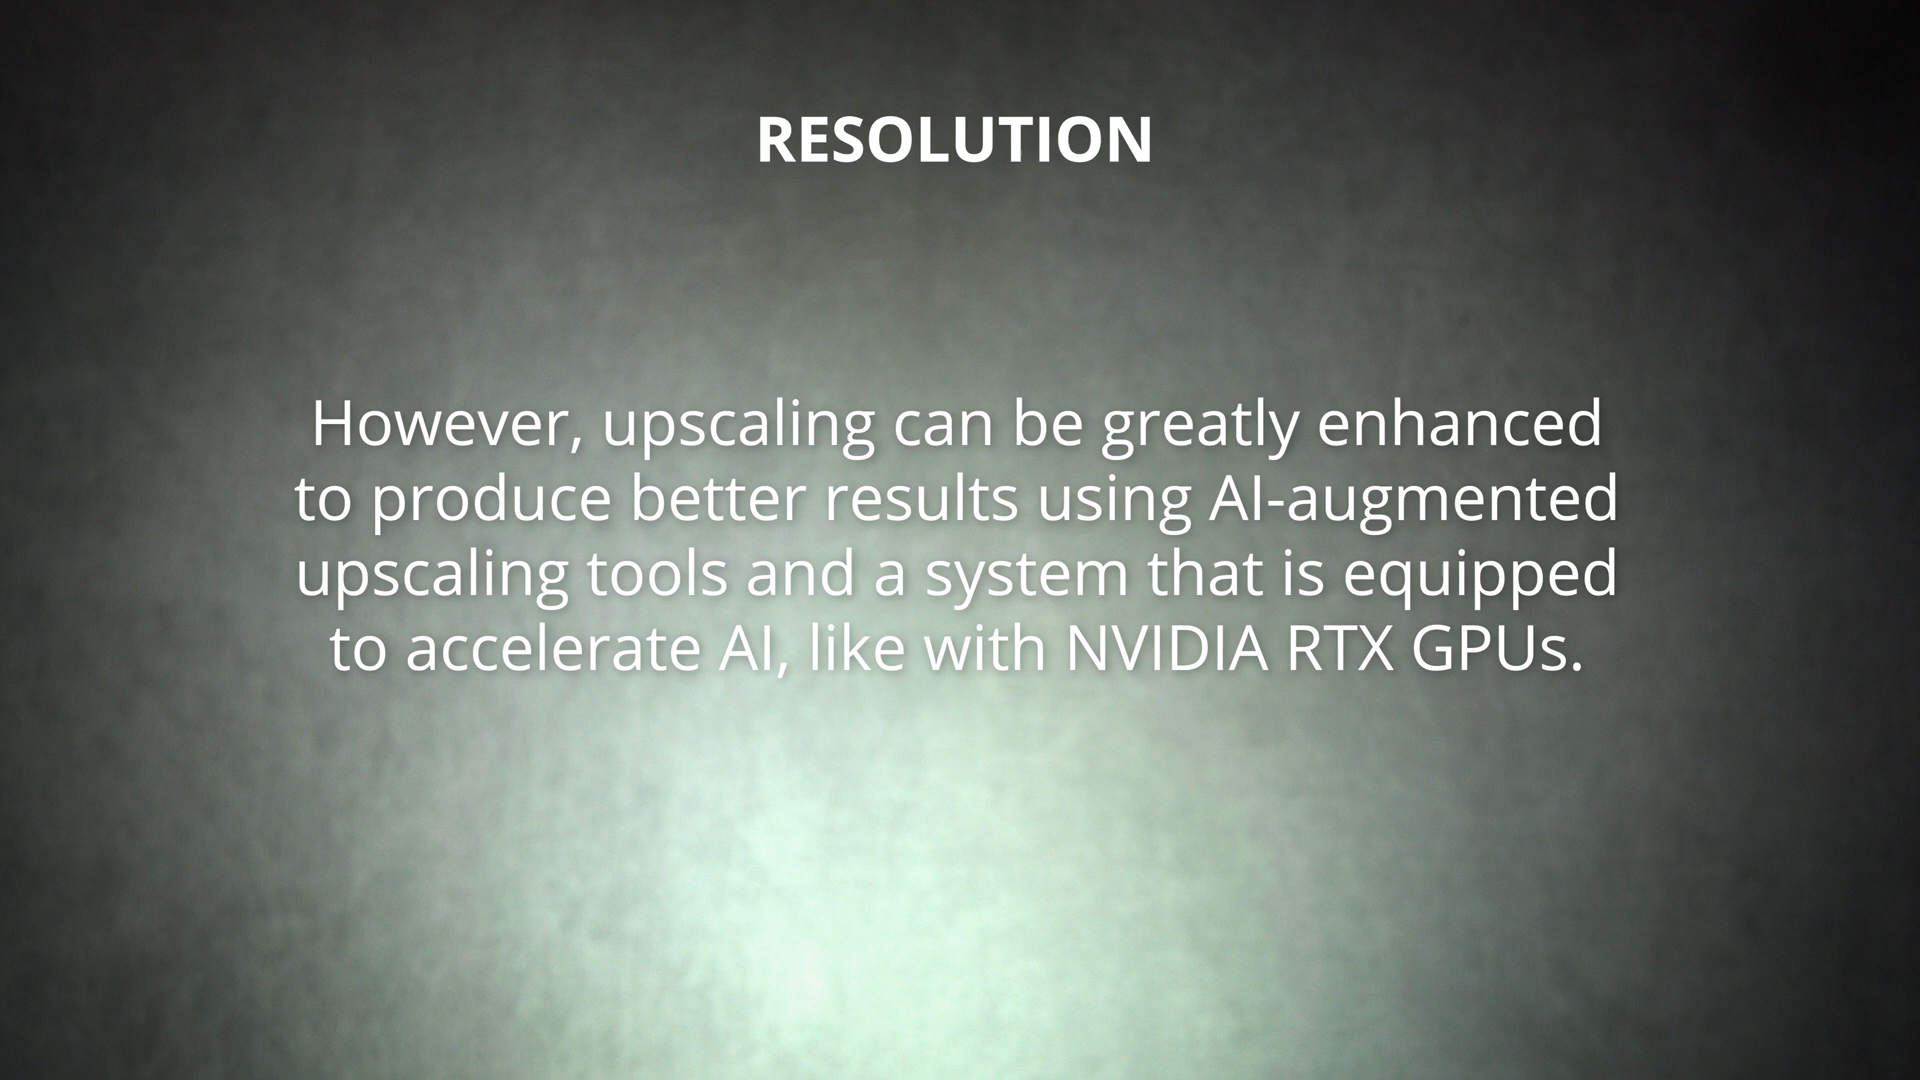 RESOLUTION
However, upscaling can be greatly enhanced
to produce better results using AI-augmented
upscaling tools and a system that is equipped
to accelerate AI, like with NVIDIA RTX GPUs.